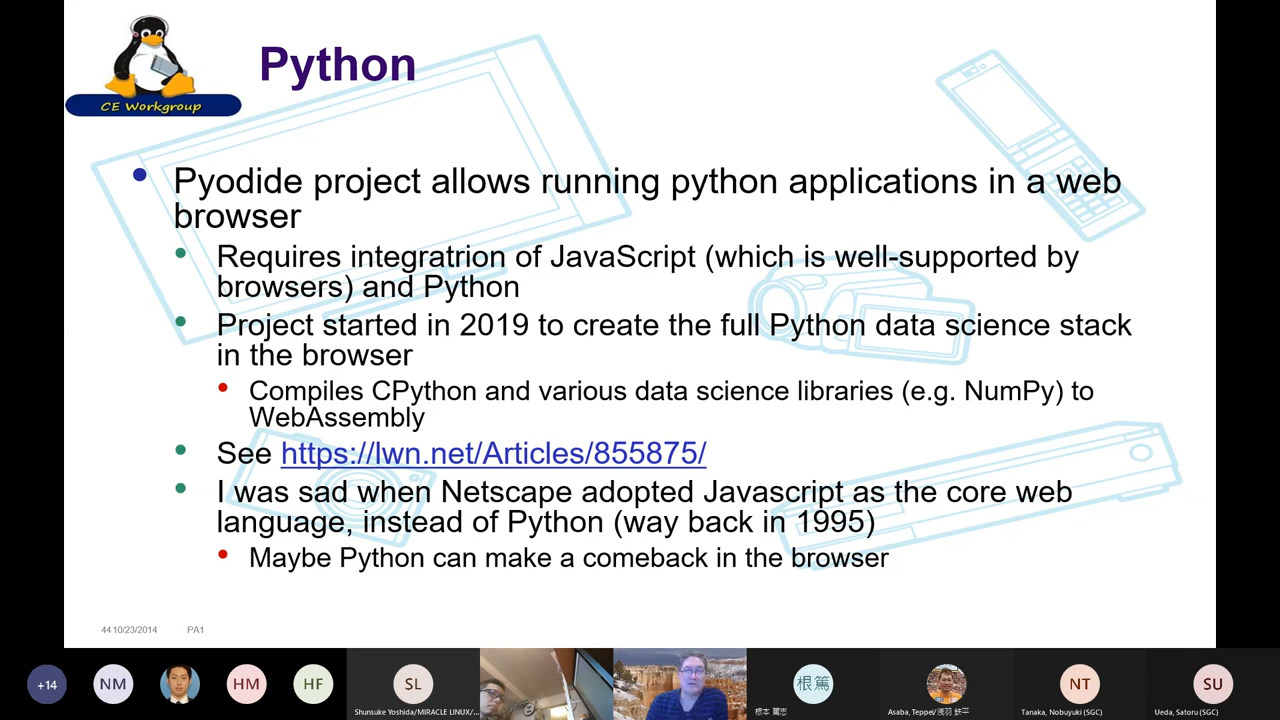 CE Workgroup
Python
Pyodide project allows running python applications in a web
browser
Requires integratrion of JavaScript (which is well-supported by
browsers) and Python
Project started in 2019 to create the full Python data science stack
in the browser
Compiles CPython and various data science libraries (e.g. NumPy) to
WebAssembly
See https://lwn.net/Articles/855875/
I was sad when Netscape adopted Javascript as the core web
language, instead of Python (way back in 1995)
Maybe Python can make a comeback in the browser
44 10/23/2014 PA1
+14 NM HM HF SL 根篤 NT SU
Shunsuke Yoshida/MIRACLE LINUX/... 根本 篤志 Asaba, Teppei/浅羽 鉄平 Tanaka, Nobuyuki (SGC) Ueda, Satoru (SGC)